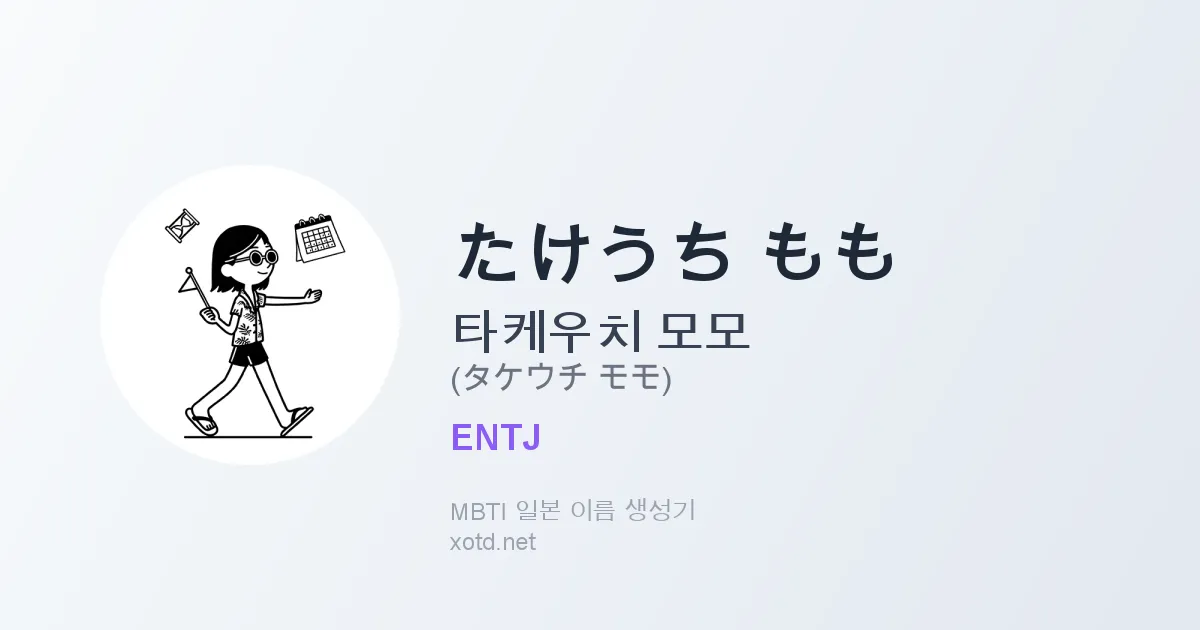 たけうち もも
타케우치 모모
(タケウチ モモ)
ENTJ
MBTI 일본 이름 생성기
xotd.net